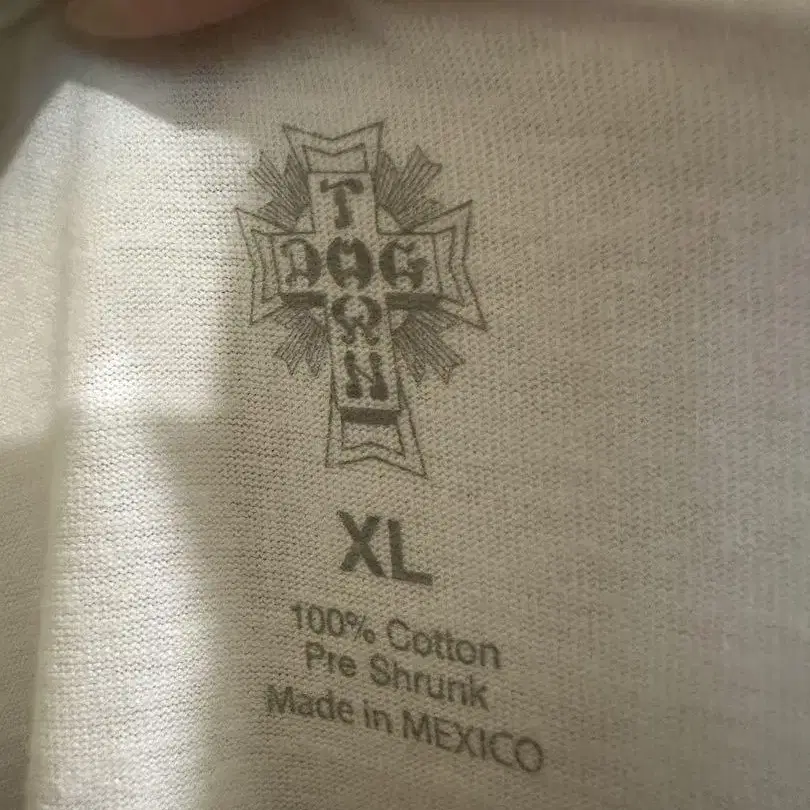 DOG
TOWN
XL
100% Cotton
Pre Shrunk
Made in MEXICO